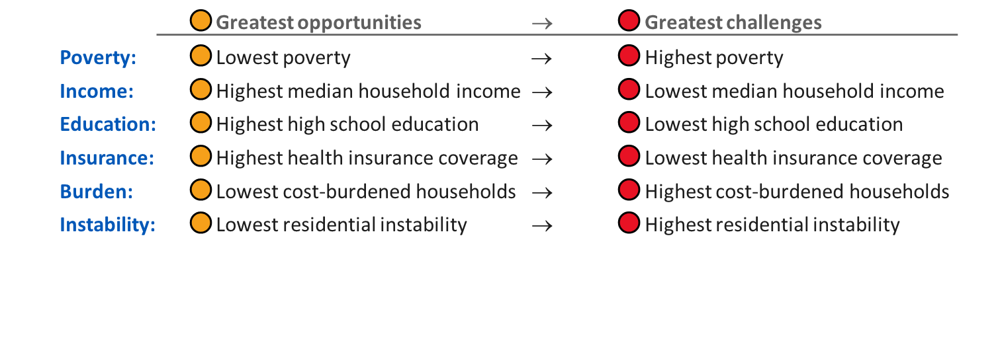 Greatest opportunities → Greatest challenges
Poverty: Lowest poverty → Highest poverty
Income: Highest median household income → Lowest median household income
Education: Highest high school education → Lowest high school education
Insurance: Highest health insurance coverage → Lowest health insurance coverage
Burden: Lowest cost-burdened households → Highest cost-burdened households
Instability: Lowest residential instability → Highest residential instability